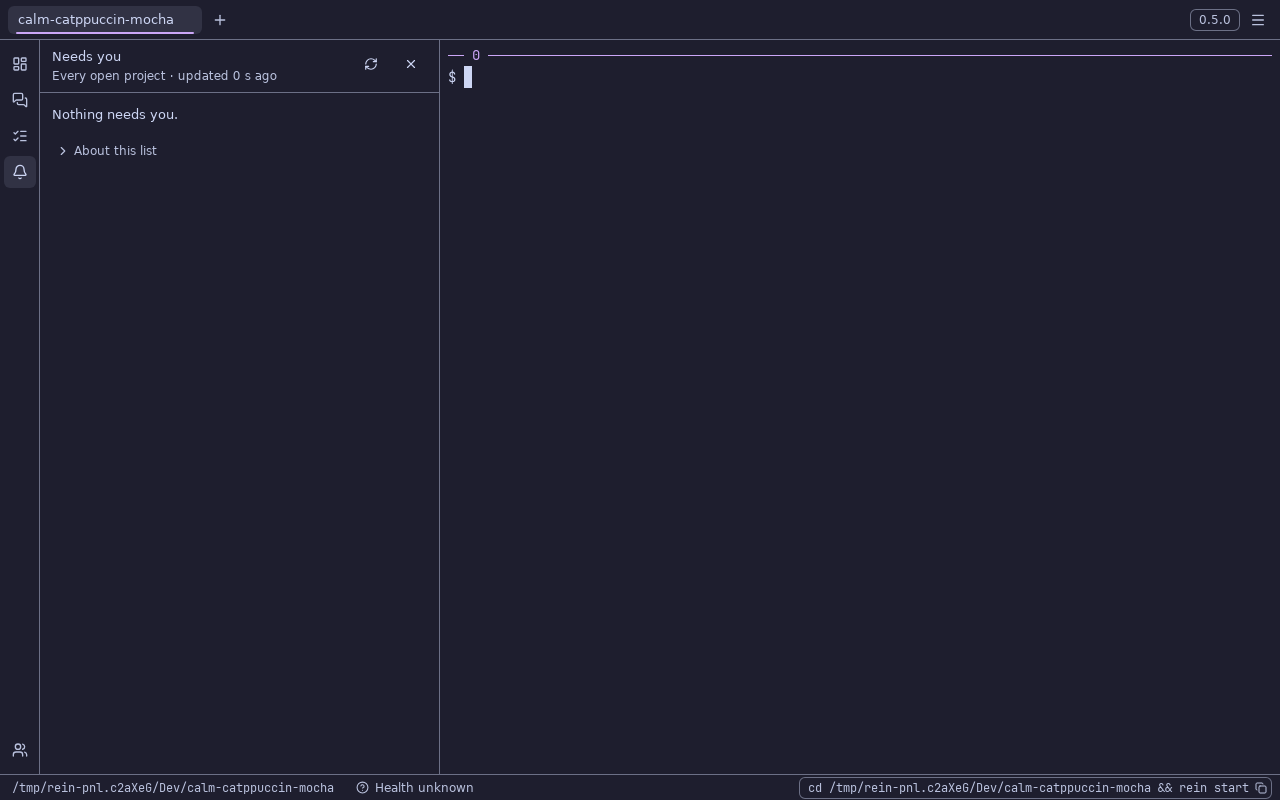 calm-catppuccin-mocha
0.5.0
Needs you
Every open project · updated 0 s ago
Nothing needs you.
About this list
0
$
/tmp/rein-pnl.c2aXeG/Dev/calm-catppuccin-mocha
Health unknown
cd /tmp/rein-pnl.c2aXeG/Dev/calm-catppuccin-mocha && rein start